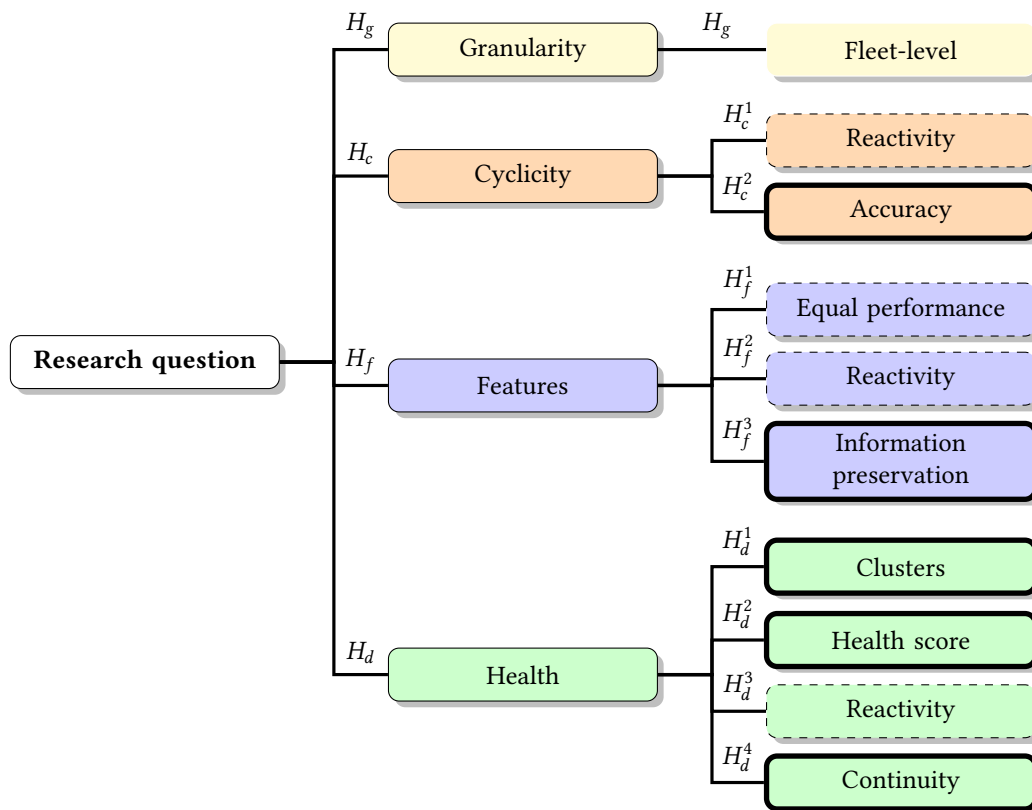 H_g
Granularity
H_g
Fleet-level
H_c
Cyclicity
H_c^1
Reactivity
H_c^2
Accuracy
Research question
H_f
Features
H_f^1
Equal performance
H_f^2
Reactivity
H_f^3
Information
preservation
H_d
Health
H_d^1
Clusters
H_d^2
Health score
H_d^3
Reactivity
H_d^4
Continuity